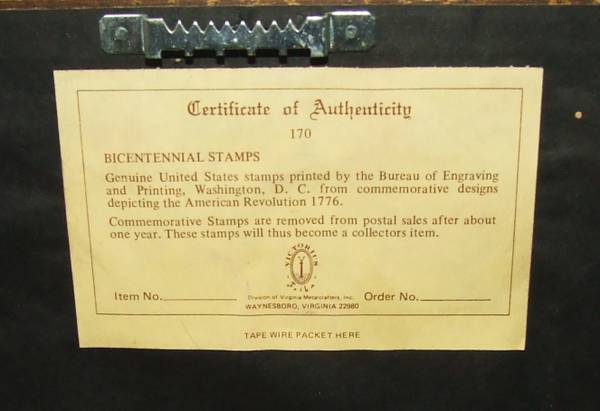 Certificate of Authenticity
170
BICENTENNIAL STAMPS
Genuine United States stamps printed by the Bureau of Engraving
and Printing, Washington, D. C. from commemorative designs
depicting the American Revolution 1776.
Commemorative Stamps are removed from postal sales after about
one year. These stamps will thus become a collectors item.
VICTORIUS
Item No.
Division of Virginia Metalcrafters, Inc.
Order No.
WAYNESBORO, VIRGINIA 22980
TAPE WIRE PACKET HERE